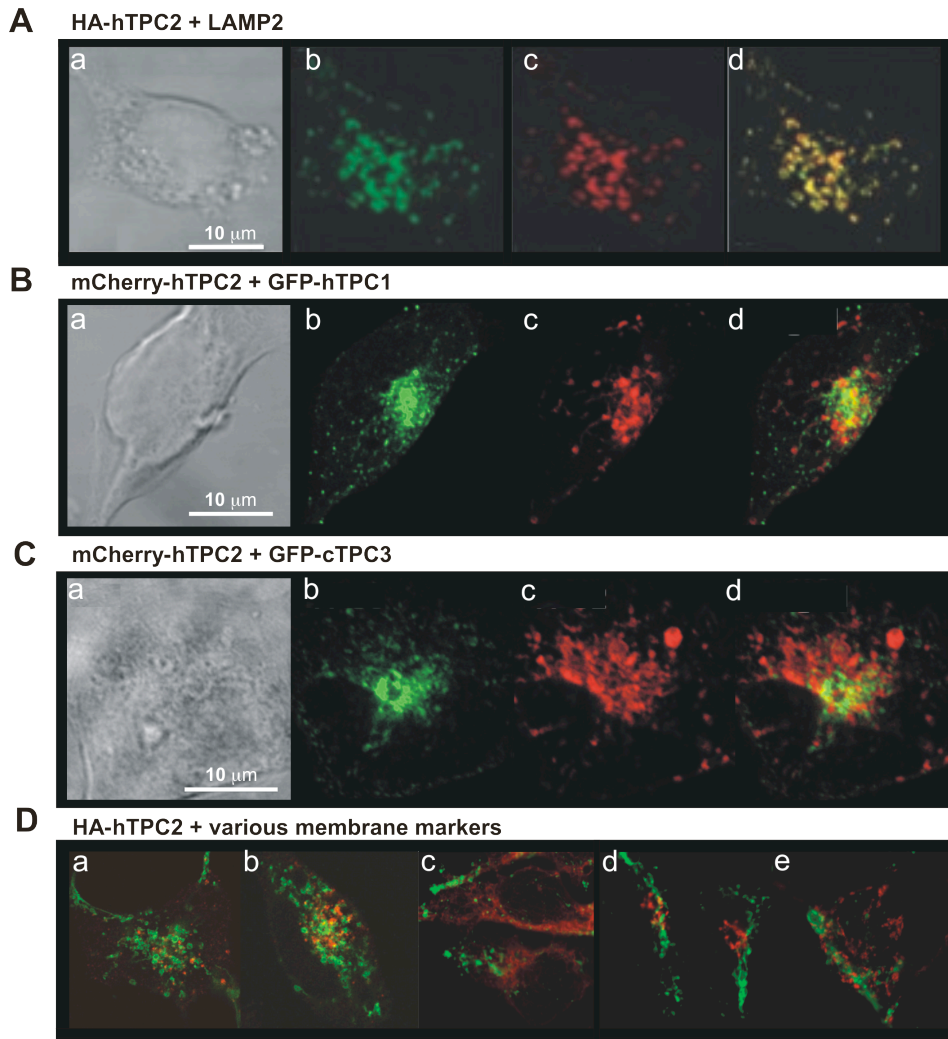 A
HA-hTPC2 + LAMP2
a b c d
10 µm
B
mCherry-hTPC2 + GFP-hTPC1
a b c d
10 µm
C
mCherry-hTPC2 + GFP-cTPC3
a b c d
10 µm
D
HA-hTPC2 + various membrane markers
a b c d e